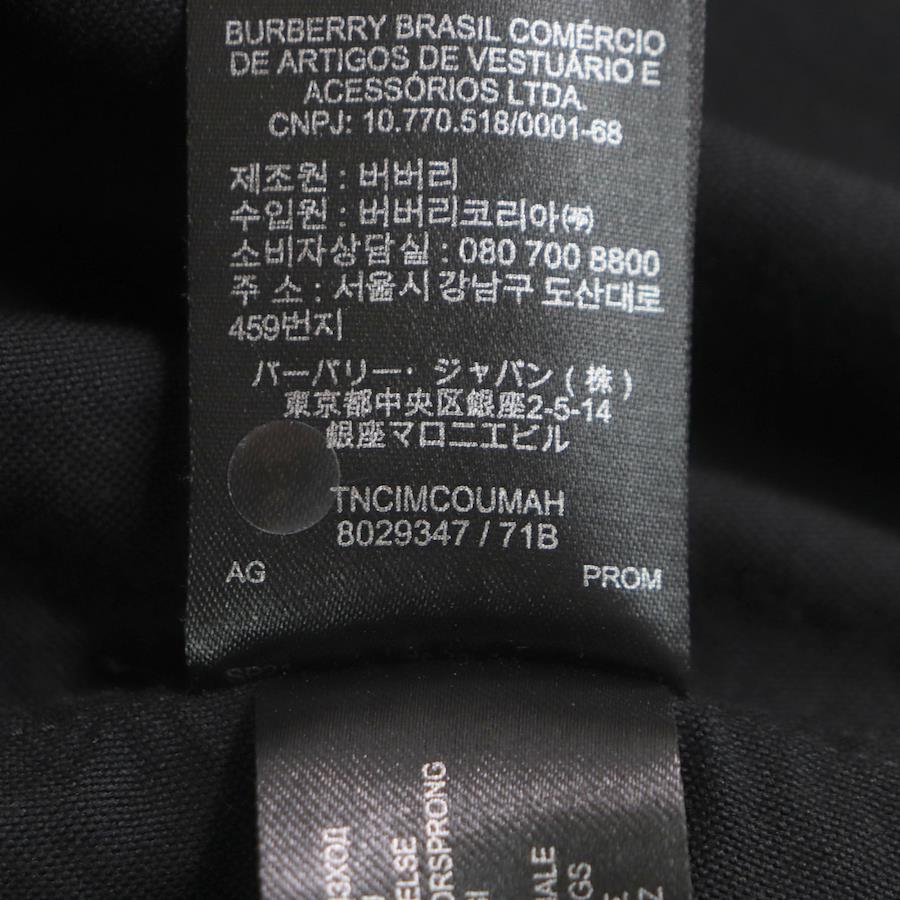 BURBERRY BRASIL COMÉRCIO
DE ARTIGOS DE VESTUÁRIO E
ACESSÓRIOS LTDA.
CNPJ: 10.770.518/0001-68
제조원 : 버버리
수입원 : 버버리코리아㈜
소비자상담실 : 080 700 8800
주 소 : 서울시 강남구 도산대로
459번지
バーバリー・ジャパン(株)
東京都中央区銀座2-5-14
銀座マロニエビル
TNCIMCOUMAH
8029347 / 71B
AG PROM